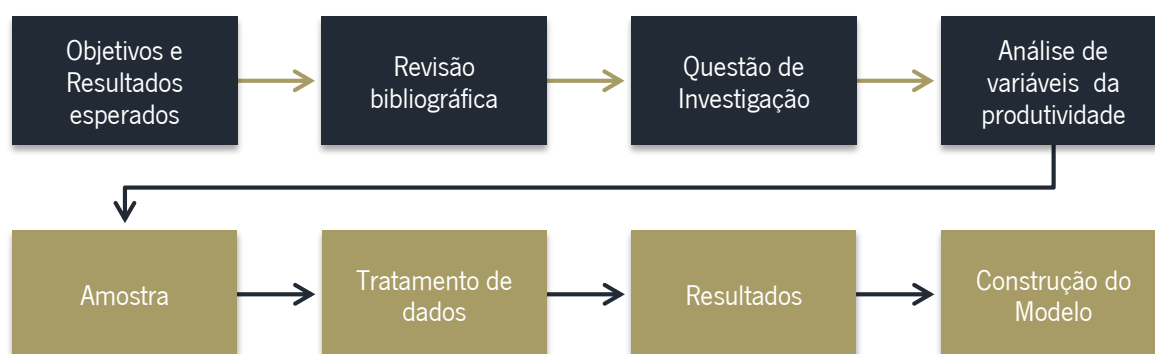 Objetivos e
Resultados
esperados
Revisão
bibliográfica
Questão de
Investigação
Análise de
variáveis da
produtividade
Amostra
Tratamento de
dados
Resultados
Construção do
Modelo